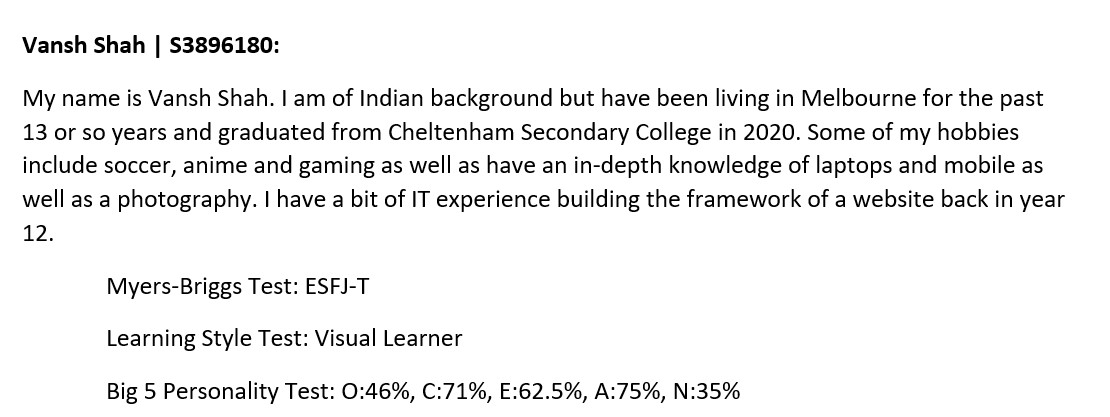 Vansh Shah | S3896180:
My name is Vansh Shah. I am of Indian background but have been living in Melbourne for the past
13 or so years and graduated from Cheltenham Secondary College in 2020. Some of my hobbies
include soccer, anime and gaming as well as have an in-depth knowledge of laptops and mobile as
well as a photography. I have a bit of IT experience building the framework of a website back in year
12.
Myers-Briggs Test: ESFJ-T
Learning Style Test: Visual Learner
Big 5 Personality Test: O:46%, C:71%, E:62.5%, A:75%, N:35%